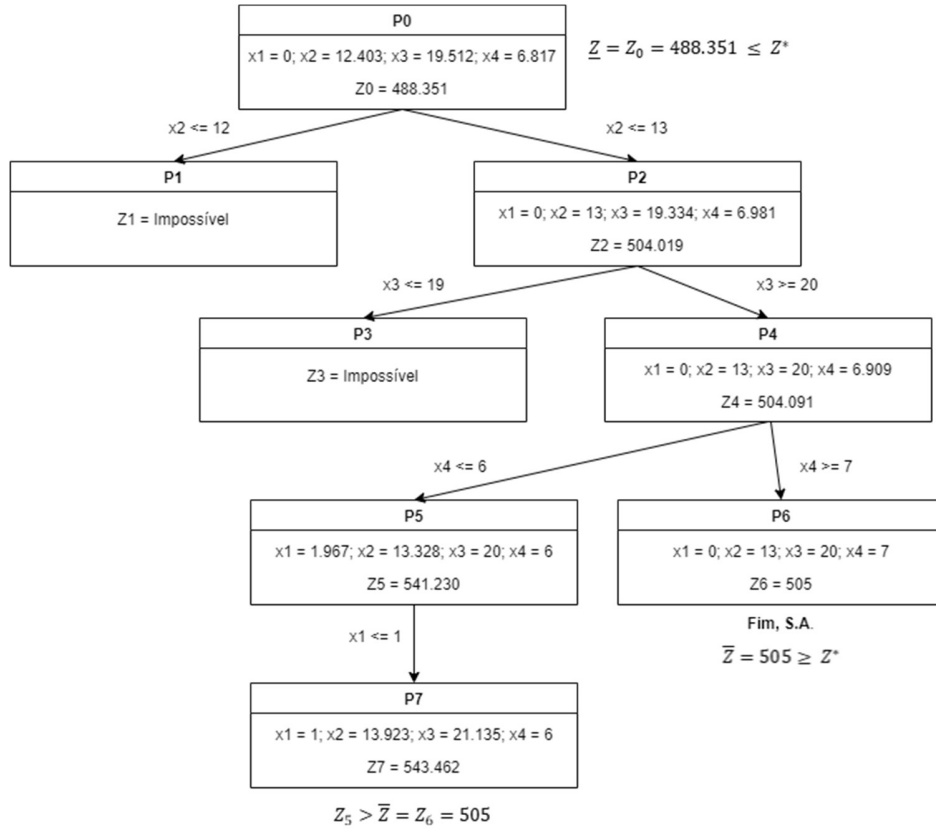 P0
x1 = 0; x2 = 12.403; x3 = 19.512; x4 = 6.817
Z0 = 488.351
Z = Z₀ = 488.351 ≤ Z*
x2 <= 12
x2 <= 13
P1
Z1 = Impossível
P2
x1 = 0; x2 = 13; x3 = 19.334; x4 = 6.981
Z2 = 504.019
x3 <= 19
x3 >= 20
P3
Z3 = Impossível
P4
x1 = 0; x2 = 13; x3 = 20; x4 = 6.909
Z4 = 504.091
x4 <= 6
x4 >= 7
P5
x1 = 1.967; x2 = 13.328; x3 = 20; x4 = 6
Z5 = 541.230
P6
x1 = 0; x2 = 13; x3 = 20; x4 = 7
Z6 = 505
Fim, S.A.
Z̅ = 505 ≥ Z*
x1 <= 1
P7
x1 = 1; x2 = 13.923; x3 = 21.135; x4 = 6
Z7 = 543.462
Z₅ > Z̅ = Z₆ = 505